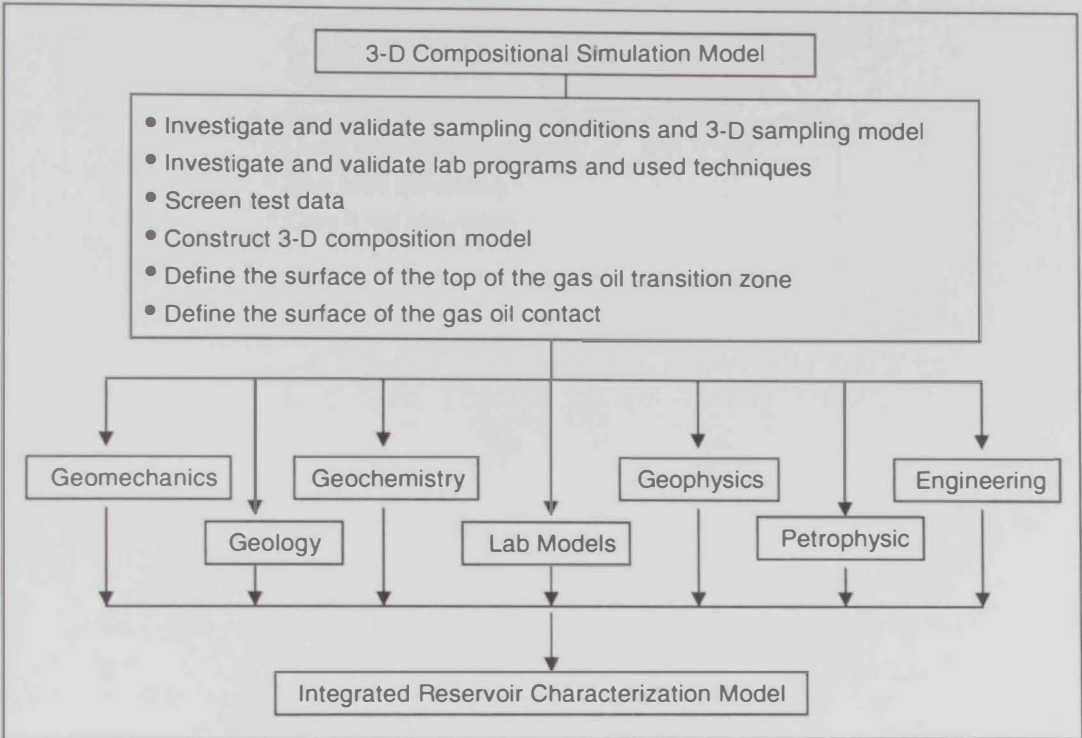 3-D Compositional Simulation Model
• Investigate and validate sampling conditions and 3-D sampling model
• Investigate and validate lab programs and used techniques
• Screen test data
• Construct 3-D composition model
• Define the surface of the top of the gas oil transition zone
• Define the surface of the gas oil contact
Geomechanics
Geochemistry
Geophysics
Engineering
Geology
Lab Models
Petrophysic
Integrated Reservoir Characterization Model